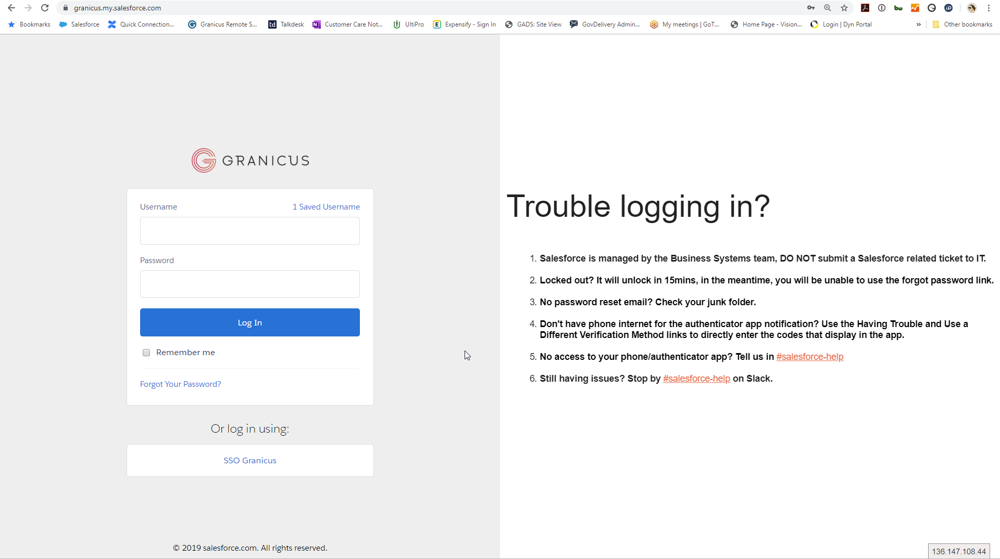 granicus.my.salesforce.com
Bookmarks Salesforce Quick Connection... Granicus Remote S... Talkdesk Customer Care Not... UltiPro Expensify - Sign In GADS: Site View GovDelivery Admin... My meetings | GoT... Home Page - Vision... Login | Dyn Portal » Other bookmarks
GRANICUS
Username 1 Saved Username
Password
Log In
Remember me
Forgot Your Password?
Or log in using:
SSO Granicus
© 2019 salesforce.com. All rights reserved.
Trouble logging in?
1. Salesforce is managed by the Business Systems team, DO NOT submit a Salesforce related ticket to IT.
2. Locked out? It will unlock in 15mins, in the meantime, you will be unable to use the forgot password link.
3. No password reset email? Check your junk folder.
4. Don't have phone internet for the authenticator app notification? Use the Having Trouble and Use a
Different Verification Method links to directly enter the codes that display in the app.
5. No access to your phone/authenticator app? Tell us in #salesforce-help
6. Still having issues? Stop by #salesforce-help on Slack.
136.147.108.44